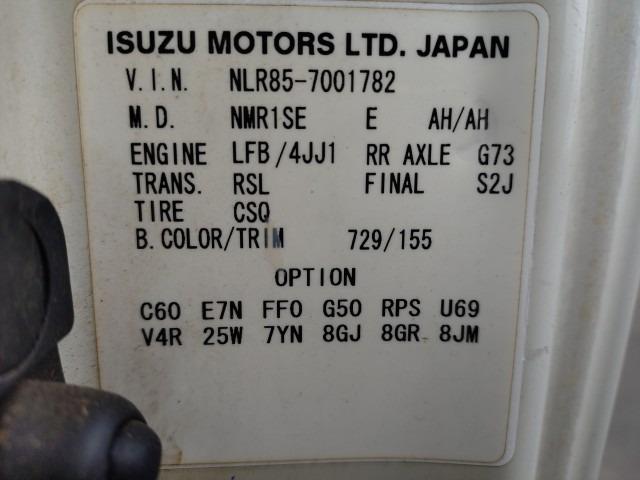 ISUZU MOTORS LTD. JAPAN
V.I.N. NLR85-7001782
M.D. NMR1SE E AH/AH
ENGINE LFB/4JJ1 RR AXLE G73
TRANS. RSL FINAL S2J
TIRE CSQ
B.COLOR/TRIM 729/155
OPTION
C60 E7N FF0 G50 RPS U69
V4R 25W 7YN 8GJ 8GR 8JM